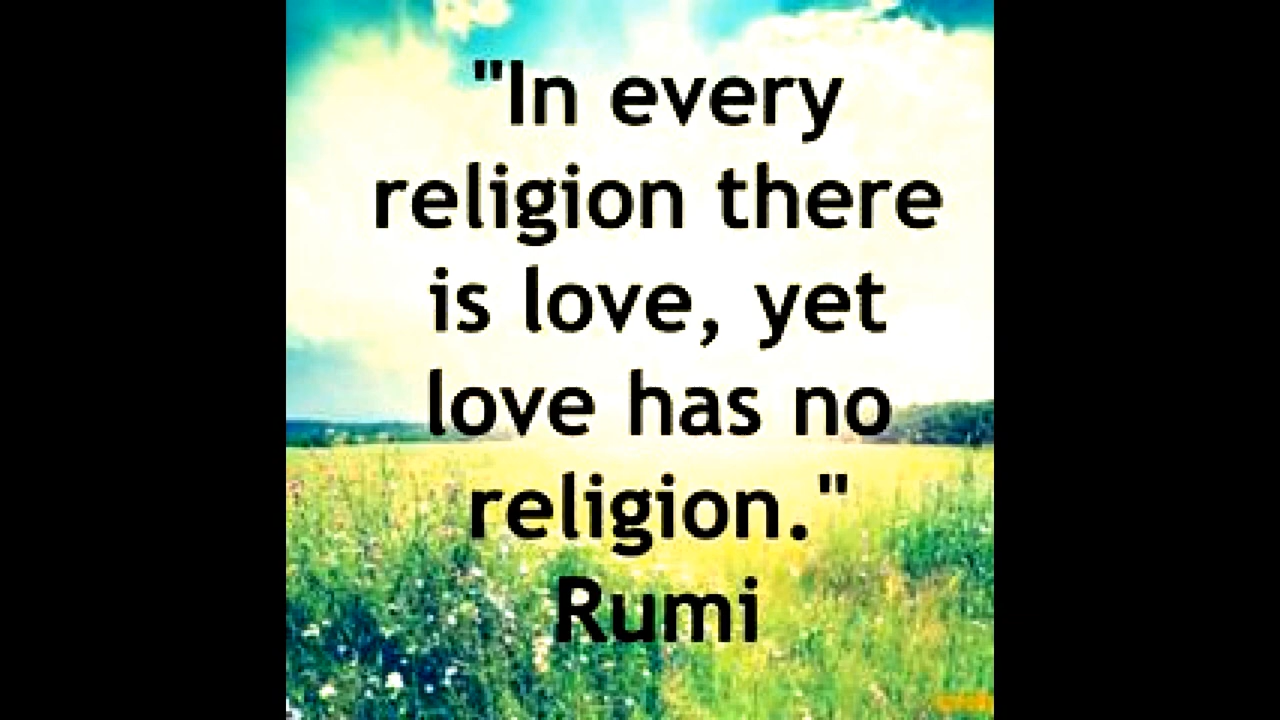 "In every
religion there
is love, yet
love has no
religion."
Rumi